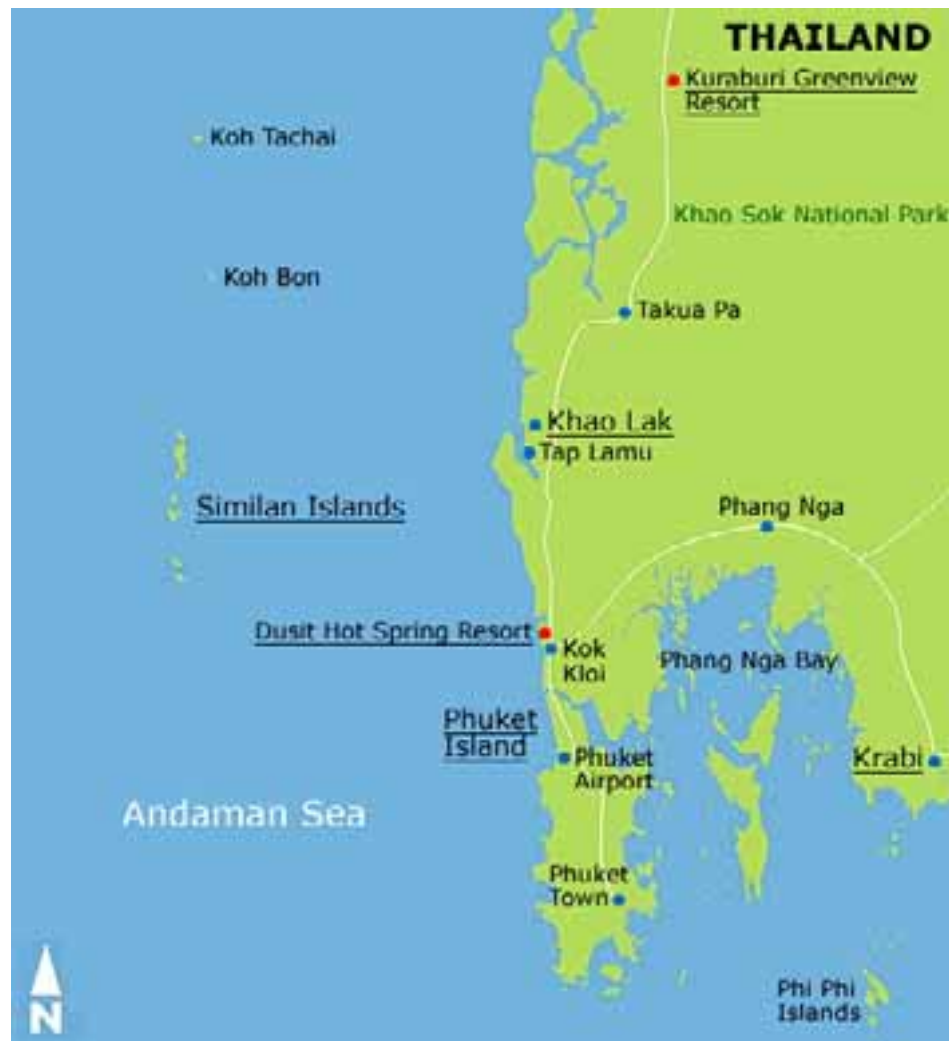 THAILAND
Kuraburi Greenview
Resort
Koh Tachai
Khao Sok National Park
Koh Bon
Takua Pa
Khao Lak
Tap Lamu
Similan Islands
Phang Nga
Dusit Hot Spring Resort
Kok
Kloi
Phang Nga Bay
Phuket
Island
Phuket
Airport
Krabi
Andaman Sea
Phuket
Town
Phi Phi
Islands
N